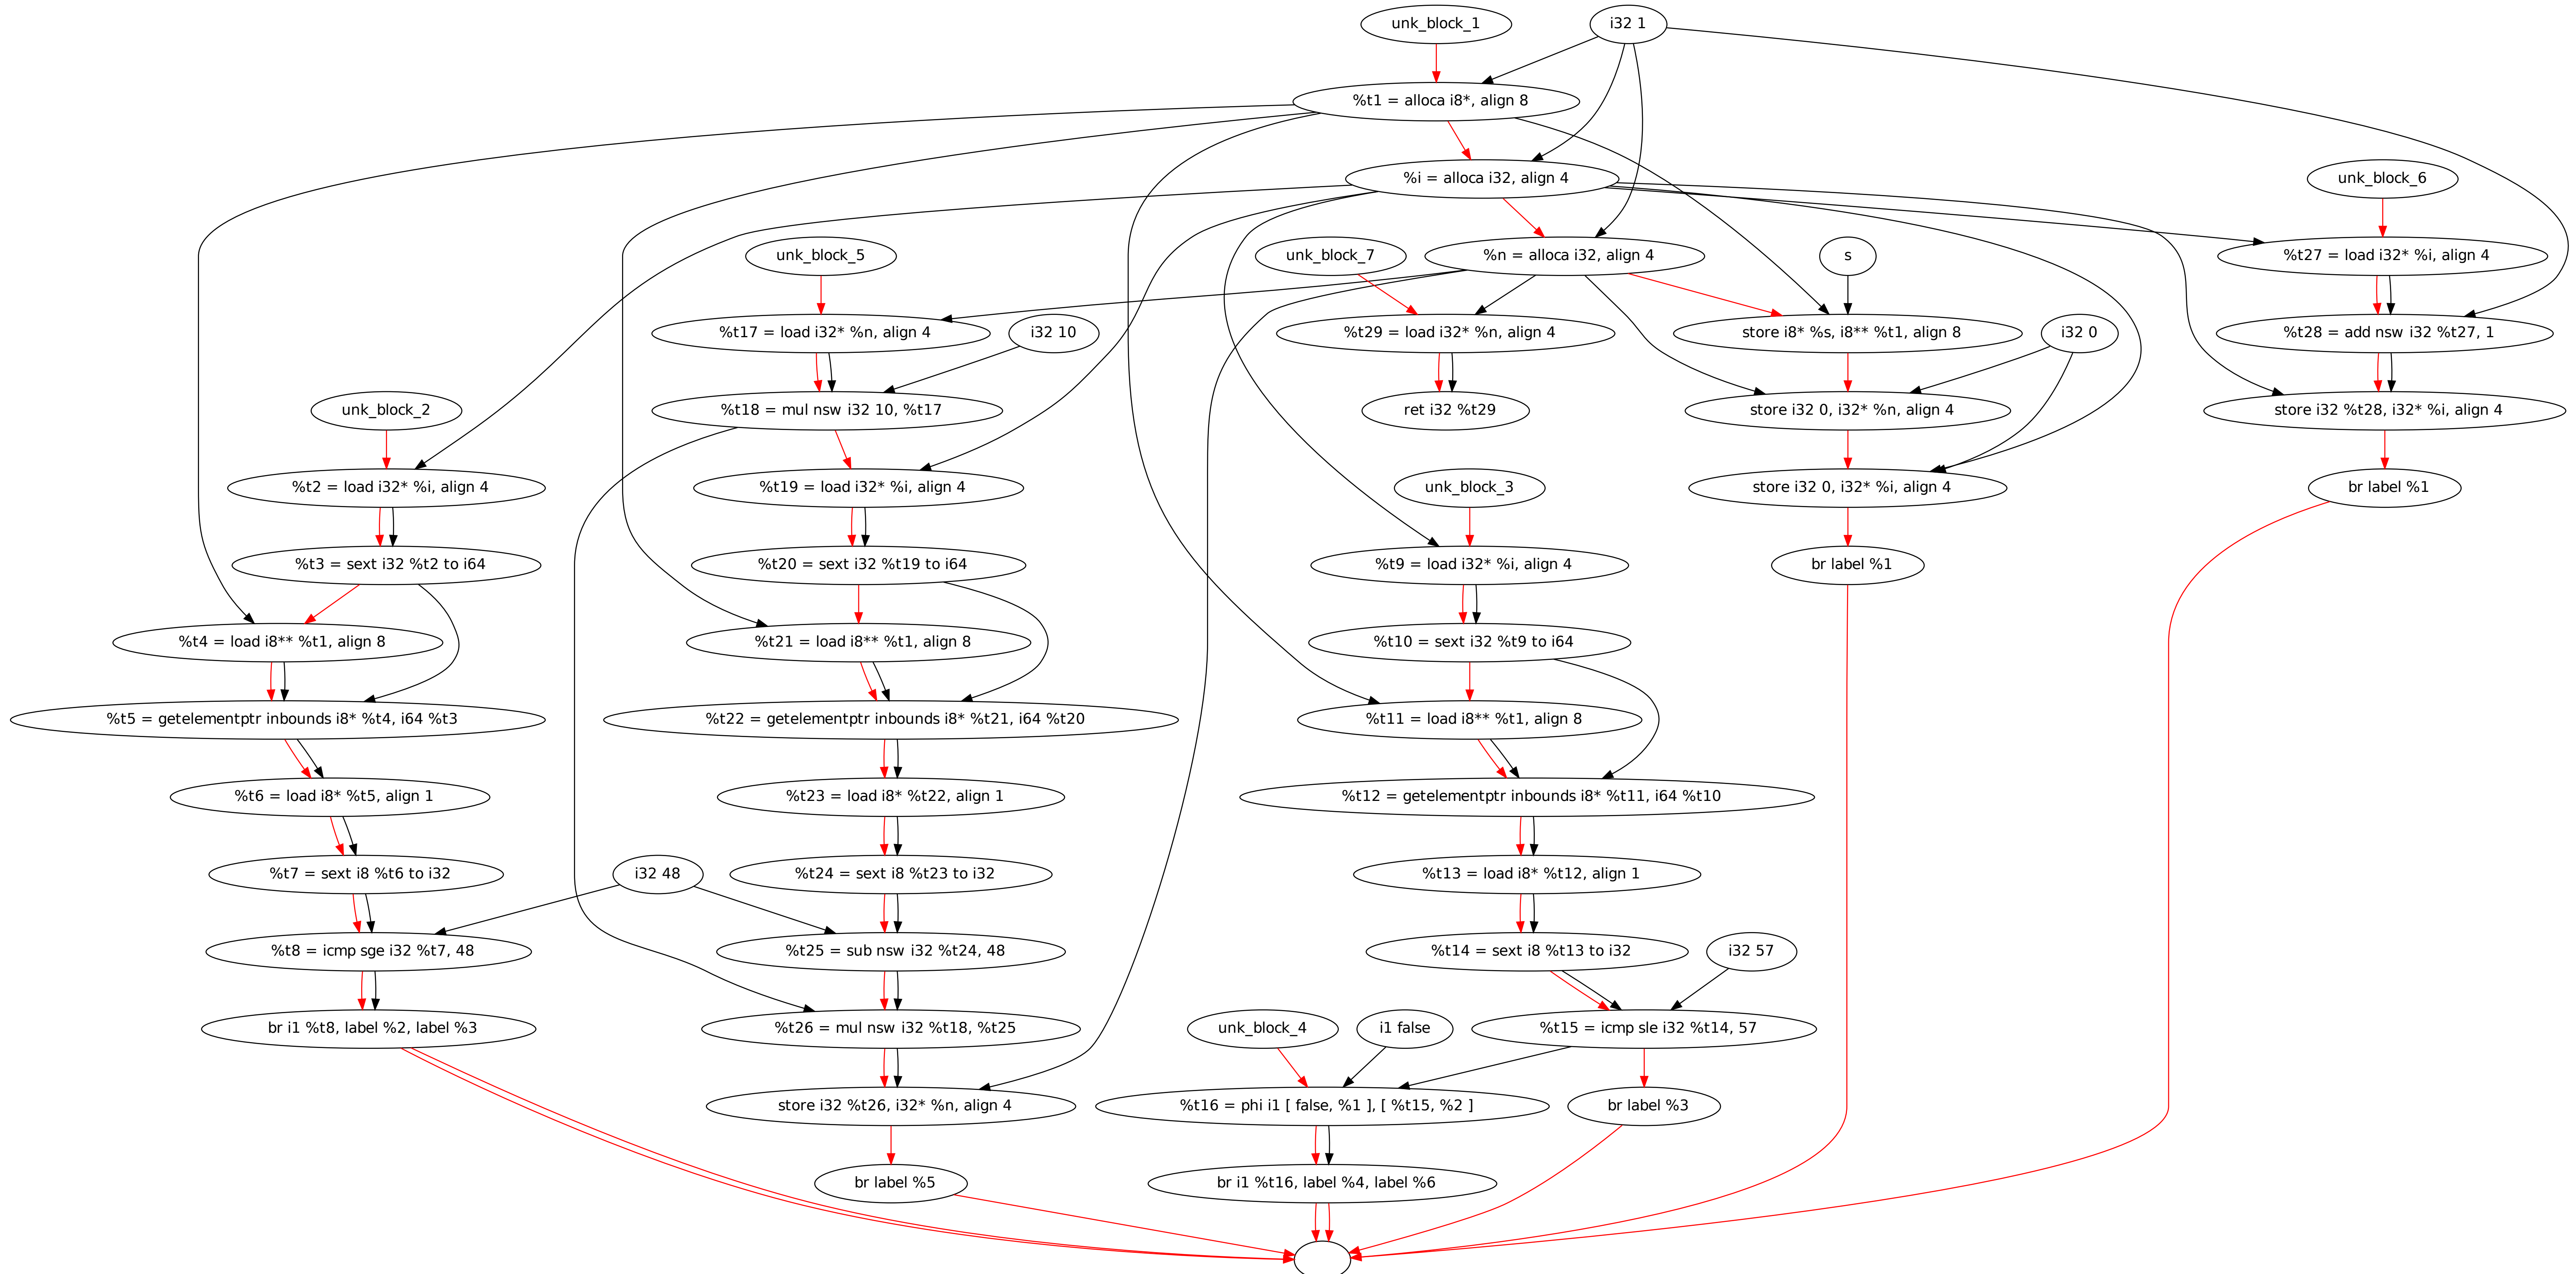 unk_block_1
i32 1
%t1 = alloca i8*, align 8
%i = alloca i32, align 4
unk_block_6
unk_block_5
unk_block_7
%n = alloca i32, align 4
s
%t27 = load i32* %i, align 4
%t17 = load i32* %n, align 4
i32 10
%t29 = load i32* %n, align 4
store i8* %s, i8** %t1, align 8
i32 0
%t28 = add nsw i32 %t27, 1
unk_block_2
%t18 = mul nsw i32 10, %t17
ret i32 %t29
store i32 0, i32* %n, align 4
store i32 %t28, i32* %i, align 4
%t2 = load i32* %i, align 4
%t19 = load i32* %i, align 4
unk_block_3
store i32 0, i32* %i, align 4
br label %1
%t3 = sext i32 %t2 to i64
%t20 = sext i32 %t19 to i64
%t9 = load i32* %i, align 4
br label %1
%t4 = load i8** %t1, align 8
%t21 = load i8** %t1, align 8
%t10 = sext i32 %t9 to i64
%t5 = getelementptr inbounds i8* %t4, i64 %t3
%t22 = getelementptr inbounds i8* %t21, i64 %t20
%t11 = load i8** %t1, align 8
%t6 = load i8* %t5, align 1
%t23 = load i8* %t22, align 1
%t12 = getelementptr inbounds i8* %t11, i64 %t10
%t7 = sext i8 %t6 to i32
i32 48
%t24 = sext i8 %t23 to i32
%t13 = load i8* %t12, align 1
%t8 = icmp sge i32 %t7, 48
%t25 = sub nsw i32 %t24, 48
%t14 = sext i8 %t13 to i32
i32 57
br i1 %t8, label %2, label %3
%t26 = mul nsw i32 %t18, %t25
unk_block_4
i1 false
%t15 = icmp sle i32 %t14, 57
store i32 %t26, i32* %n, align 4
%t16 = phi i1 [ false, %1 ], [ %t15, %2 ]
br label %3
br label %5
br i1 %t16, label %4, label %6